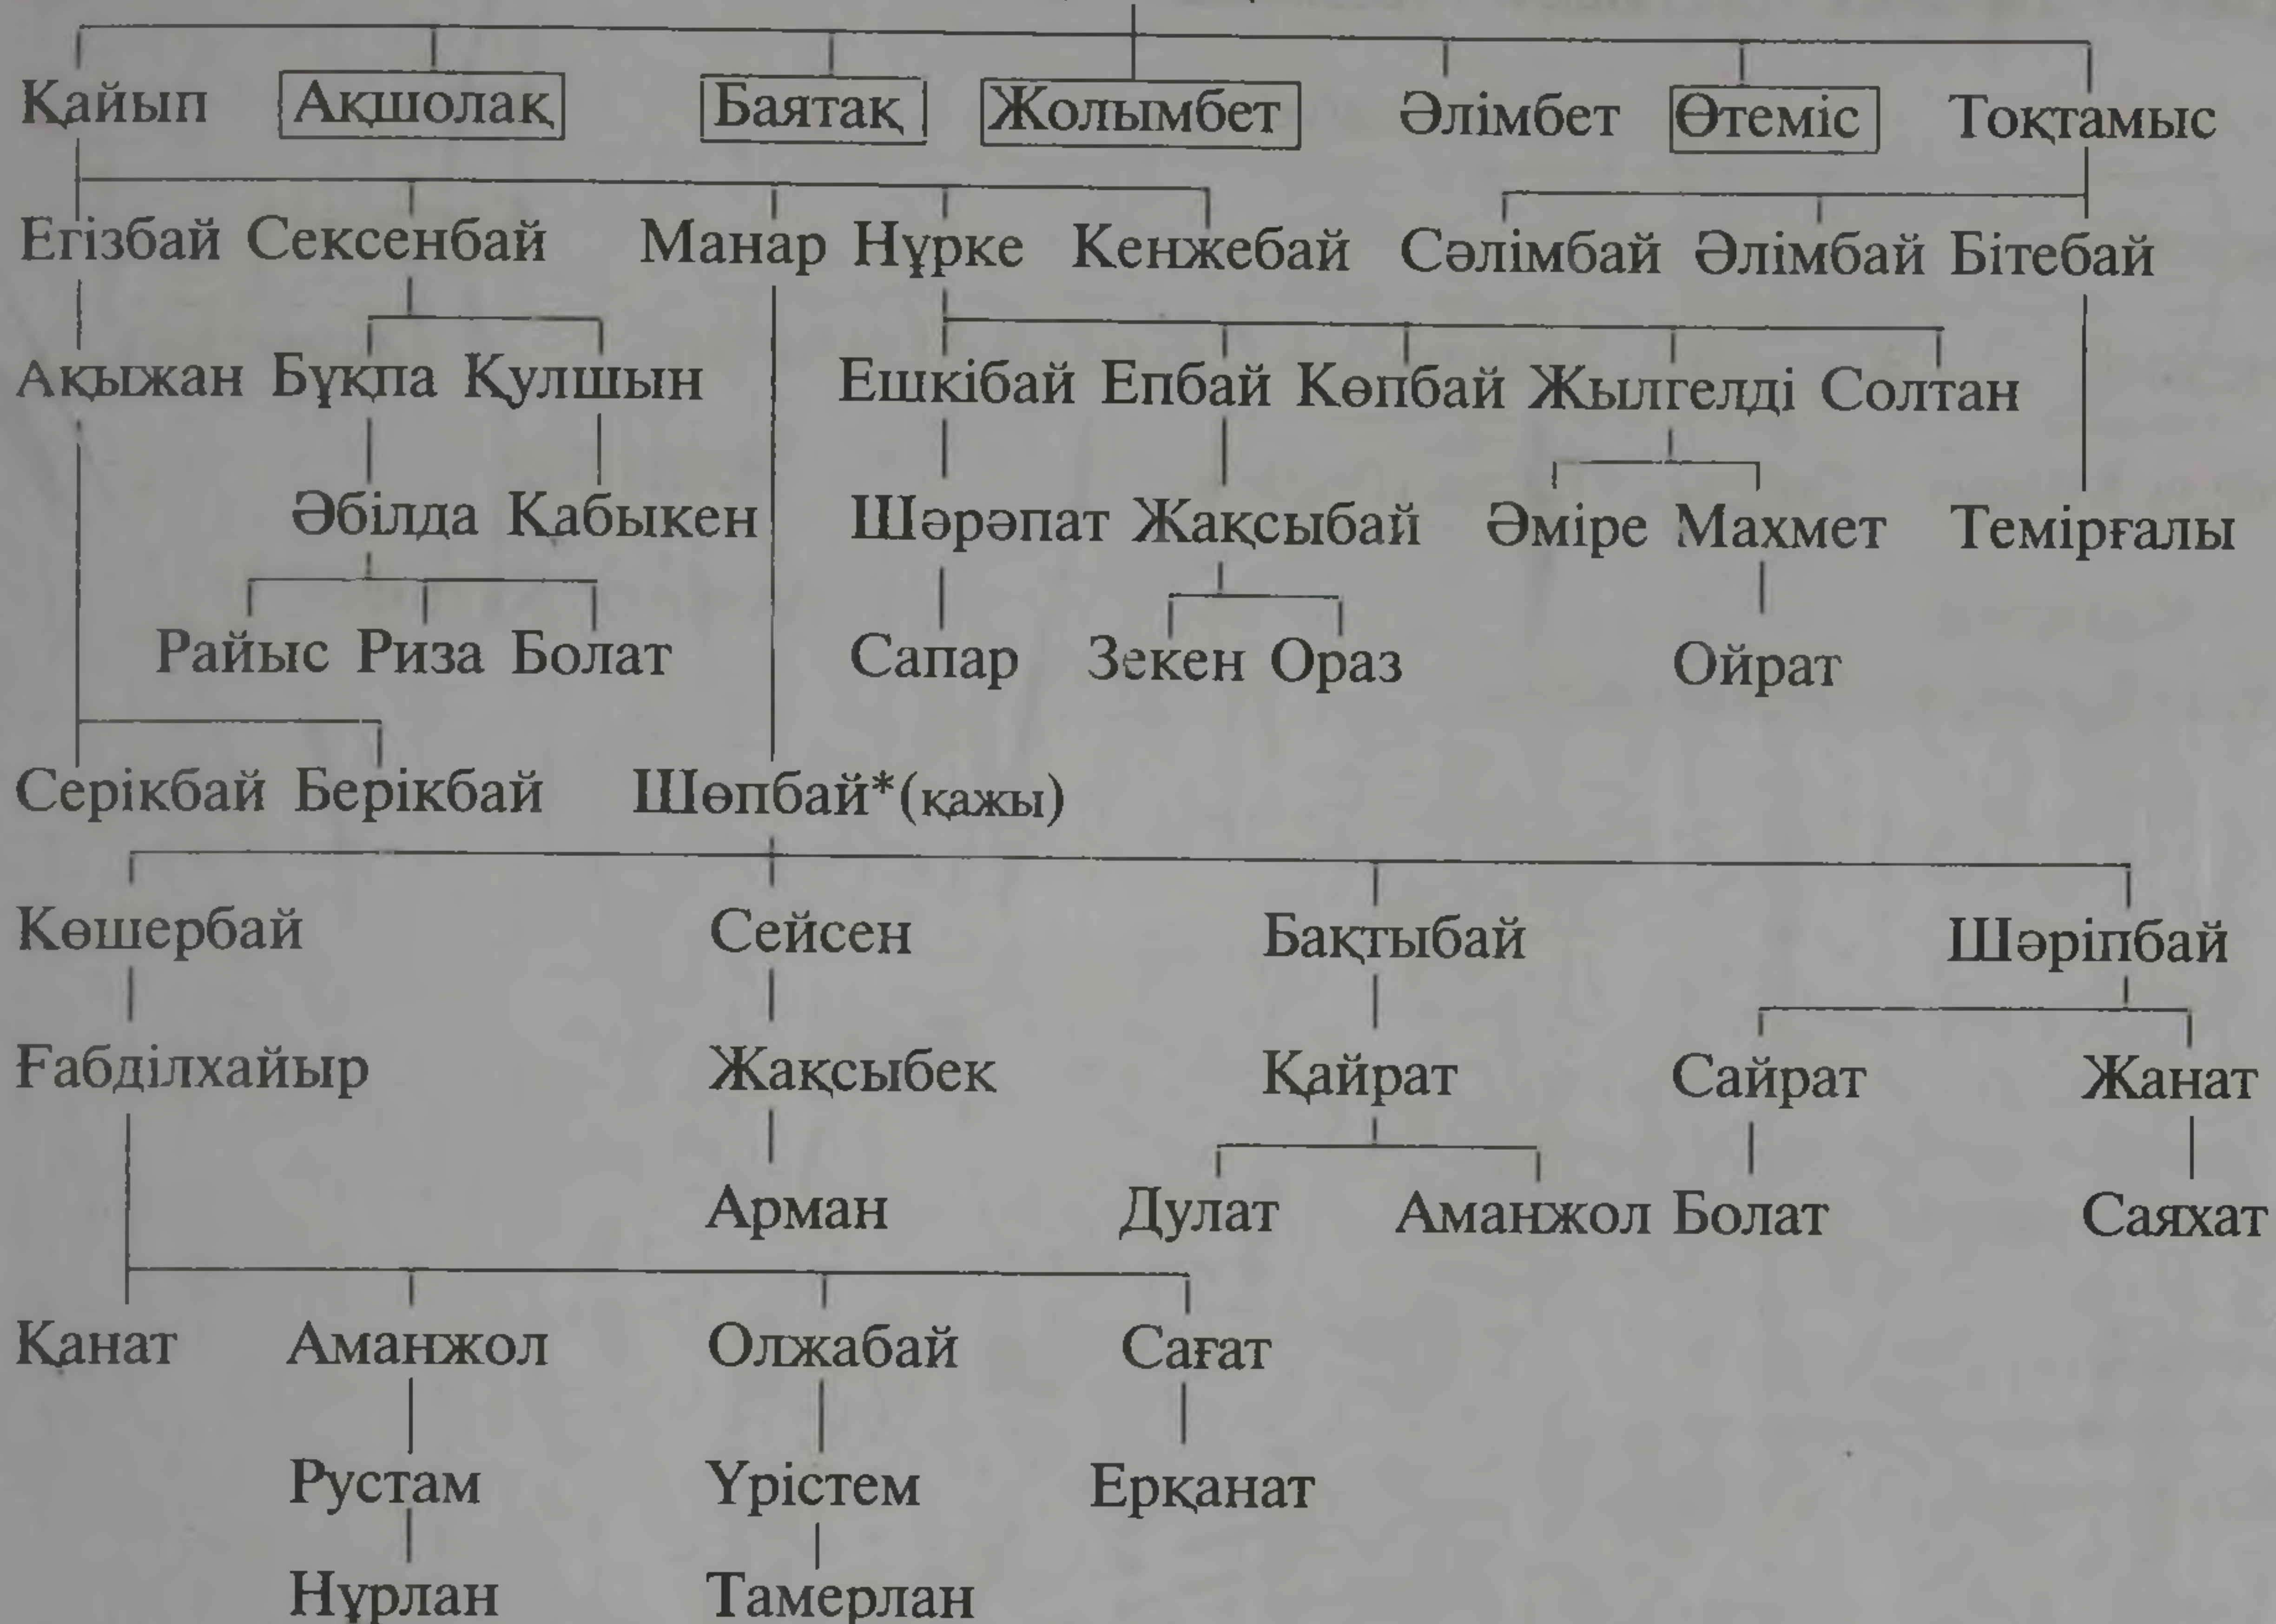 Қайып Ақшолақ Баятақ Жолымбет Әлімбет Өтеміс Тоқтамыс
Егізбай Сексенбай Манар Нұрке Кенжебай Сәлімбай Әлімбай Бітебай
Ақыжан Бұқпа Қулшын Ешкібай Епбай Көпбай Жылгелді Солтан
Әбілда Қабыкен Шәрәпат Жақсыбай Әміре Махмет Темірғалы
Райыс Риза Болат Сапар Зекен Ораз Ойрат
Серікбай Берікбай Шөпбай*(қажы)
Көшербай Сейсен Бақтыбай Шәріпбай
Ғабділхайыр Жақсыбек Қайрат Сайрат Жанат
Арман Дулат Аманжол Болат Саяхат
Қанат Аманжол Олжабай Сағат
Рустам Үрістем Ерқанат
Нұрлан Тамерлан